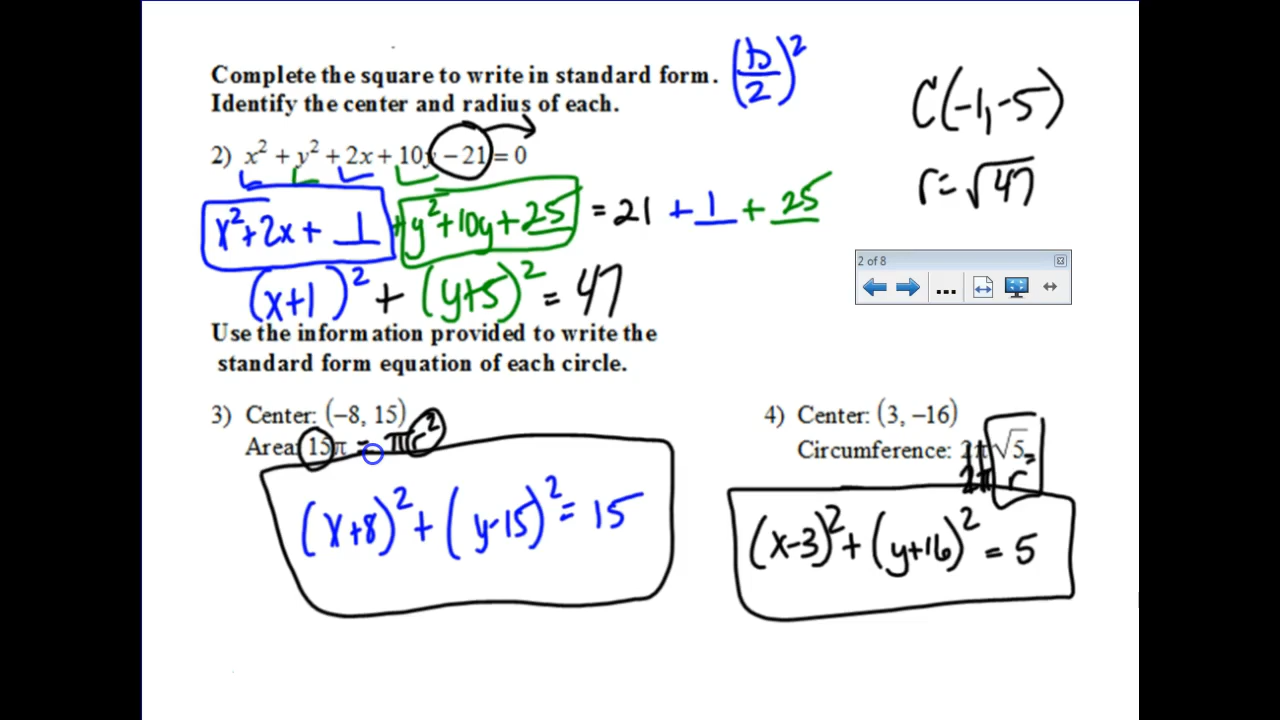 Complete the square to write in standard form. (b/2)²
Identify the center and radius of each.
C(-1, -5)
r = √47
2) x² + y² + 2x + 10y − 21 = 0
x² + 2x + 1 + y² + 10y + 25 = 21 + 1 + 25
(x+1)² + (y+5)² = 47
2 of 8
...
Use the information provided to write the
standard form equation of each circle.
3) Center: (−8, 15)
Area: 15π = πr²
(x+8)² + (y-15)² = 15
4) Center: (3, −16)
Circumference: 2π√5 =
2π r
(x-3)² + (y+16)² = 5